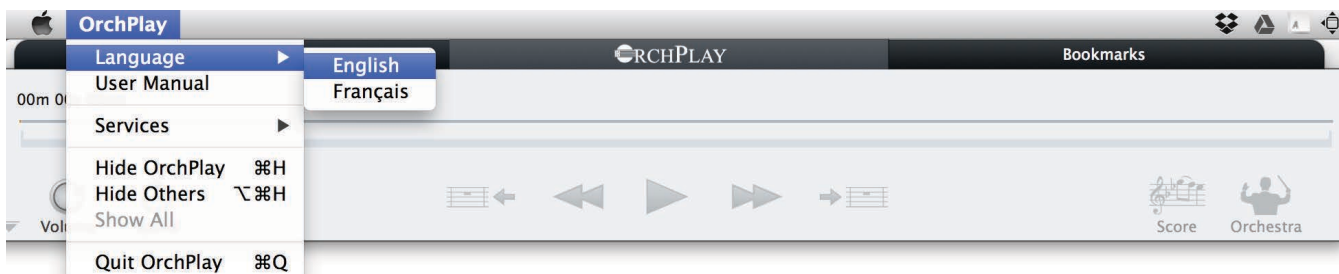 OrchPlay
Language ▶ English
ORCHPLAY
Bookmarks
User Manual
Français
00m 0
Services ▶
Hide OrchPlay ⌘H
Hide Others ⌥⌘H
Show All
Quit OrchPlay ⌘Q
Vol
Score
Orchestra